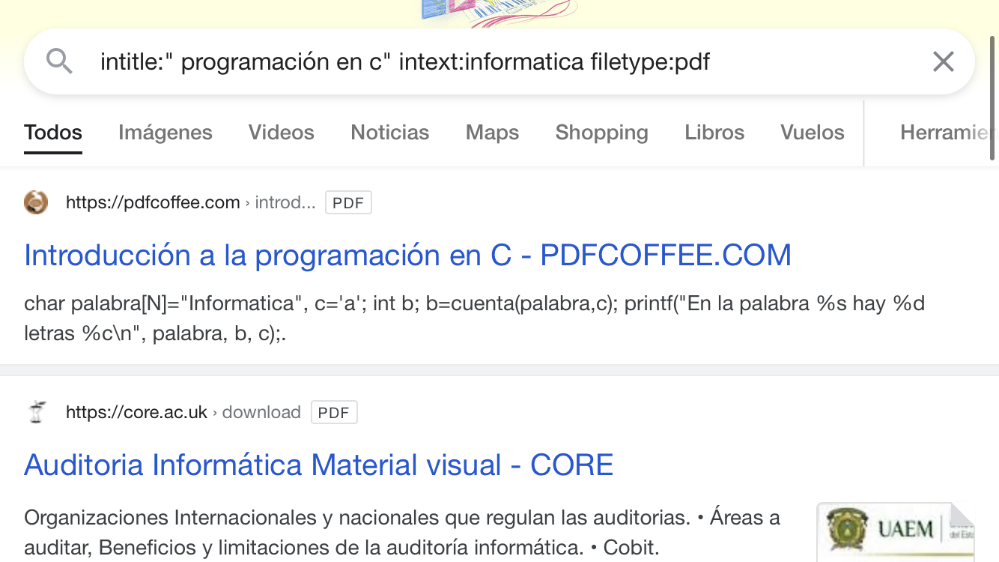 intitle:" programación en c" intext:informatica filetype:pdf
Todos Imágenes Videos Noticias Maps Shopping Libros Vuelos
https://pdfcoffee.com › introd... PDF
Introducción a la programación en C - PDFCOFFEE.COM
char palabra[N]="Informatica", c='a'; int b; b=cuenta(palabra,c); printf("En la palabra %s hay %d
letras %c\n", palabra, b, c);.
https://core.ac.uk › download PDF
Auditoria Informática Material visual - CORE
Organizaciones Internacionales y nacionales que regulan las auditorias. • Áreas a
auditar, Beneficios y limitaciones de la auditoría informática. • Cobit.
UAEM